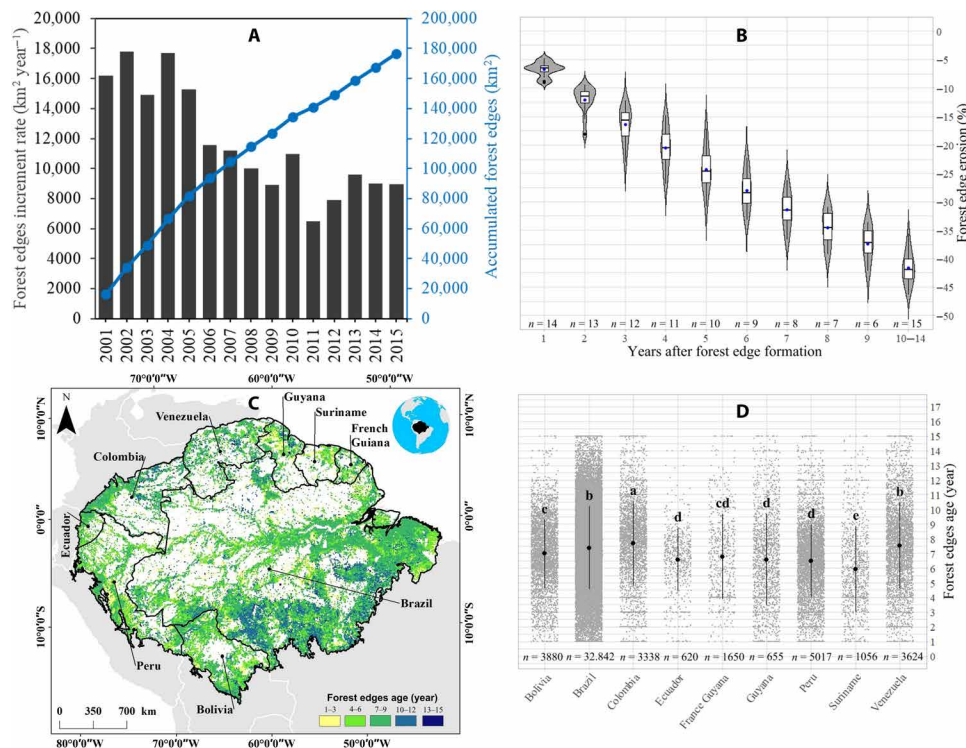 A
Forest edges increment rate (km² year⁻¹)
20,000
18,000
16,000
14,000
12,000
10,000
8000
6000
4000
2000
0
200,000
180,000
160,000
140,000
120,000
100,000
80,000
60,000
40,000
20,000
0
Accumulated forest edges (km²)
2001 2002 2003 2004 2005 2006 2007 2008 2009 2010 2011 2012 2013 2014 2015
B
0
−5
−10
−15
−20
−25
−30
−35
−40
−45
−50
Forest edge erosion (%)
n = 14 n = 13 n = 12 n = 11 n = 10 n = 9 n = 8 n = 7 n = 6 n = 15
1 2 3 4 5 6 7 8 9 10−14
Years after forest edge formation
C
70°0'0"W 60°0'0"W 50°0'0"W
N
10°0'0"N
0°0'0"
10°0'0"S
10°0'0"N
0°0'0"
10°0'0"S
Guyana
Suriname
Venezuela
French
Guiana
Colombia
Ecuador
Brazil
Peru
Bolivia
0 350 700 km
Forest edges age (year)
1–3 4–6 7–9 10–12 13–15
80°0'0"W 70°0'0"W 60°0'0"W 50°0'0"W
D
17
16
15
14
13
12
11
10
9
8
7
6
5
4
3
2
1
0
Forest edges age (year)
c b a d cd d d e b
n = 3880 n = 32.842 n = 3338 n = 620 n = 1650 n = 655 n = 5017 n = 1056 n = 3624
Bolivia Brazil Colombia Ecuador France Guyana Guyana Peru Suriname Venezuela